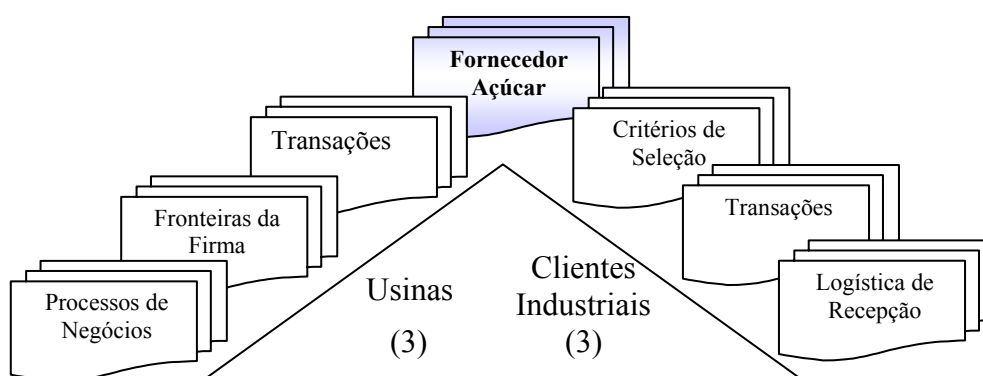 Fornecedor
Açúcar
Transações
Critérios de
Seleção
Fronteiras da
Firma
Transações
Processos de
Negócios
Usinas
(3)
Clientes
Industriais
(3)
Logística de
Recepção